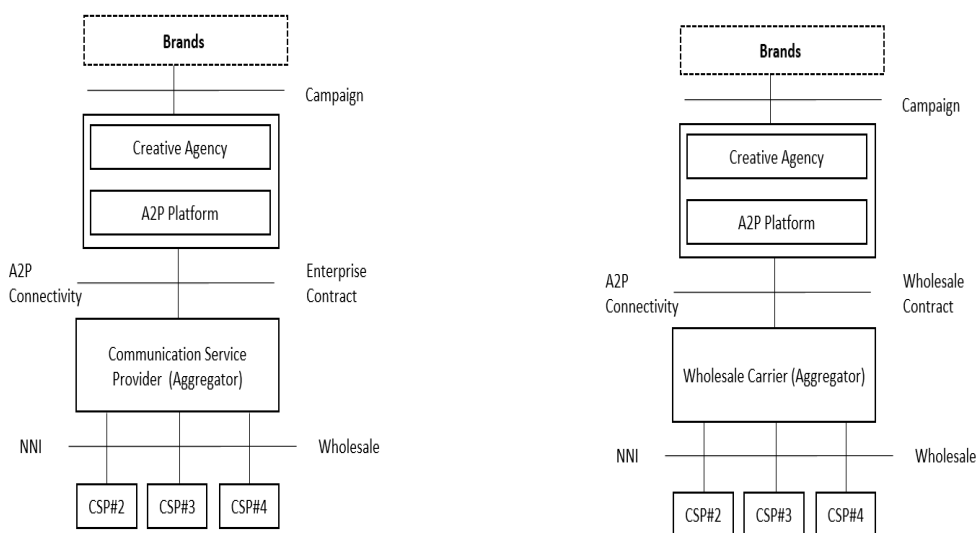 Brands
Campaign
Creative Agency
A2P Platform
A2P
Connectivity
Enterprise
Contract
Communication Service
Provider (Aggregator)
NNI
Wholesale
CSP#2
CSP#3
CSP#4
Brands
Campaign
Creative Agency
A2P Platform
A2P
Connectivity
Wholesale
Contract
Wholesale Carrier (Aggregator)
NNI
Wholesale
CSP#2
CSP#3
CSP#4